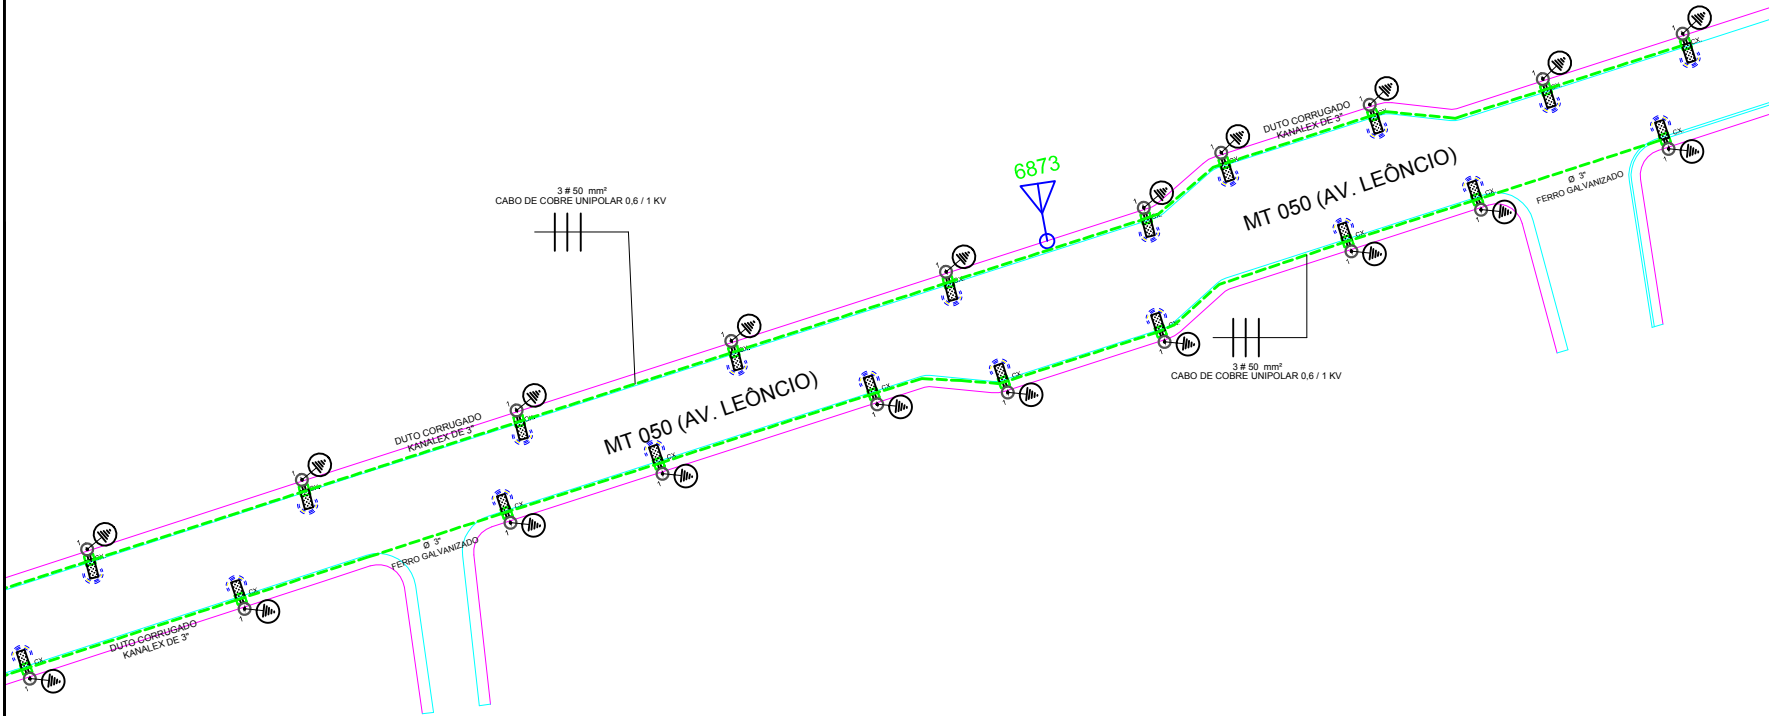 6873
DUTO CORRUGADO
KANALEX DE 3"
3 # 50 mm²
CABO DE COBRE UNIPOLAR 0,6 / 1 KV
MT 050 (AV. LEÔNCIO)
Ø 3"
FERRO GALVANIZADO
3 # 50 mm²
CABO DE COBRE UNIPOLAR 0,6 / 1 KV
DUTO CORRUGADO
KANALEX DE 3"
MT 050 (AV. LEÔNCIO)
Ø 3"
FERRO GALVANIZADO
DUTO CORRUGADO
KANALEX DE 3"